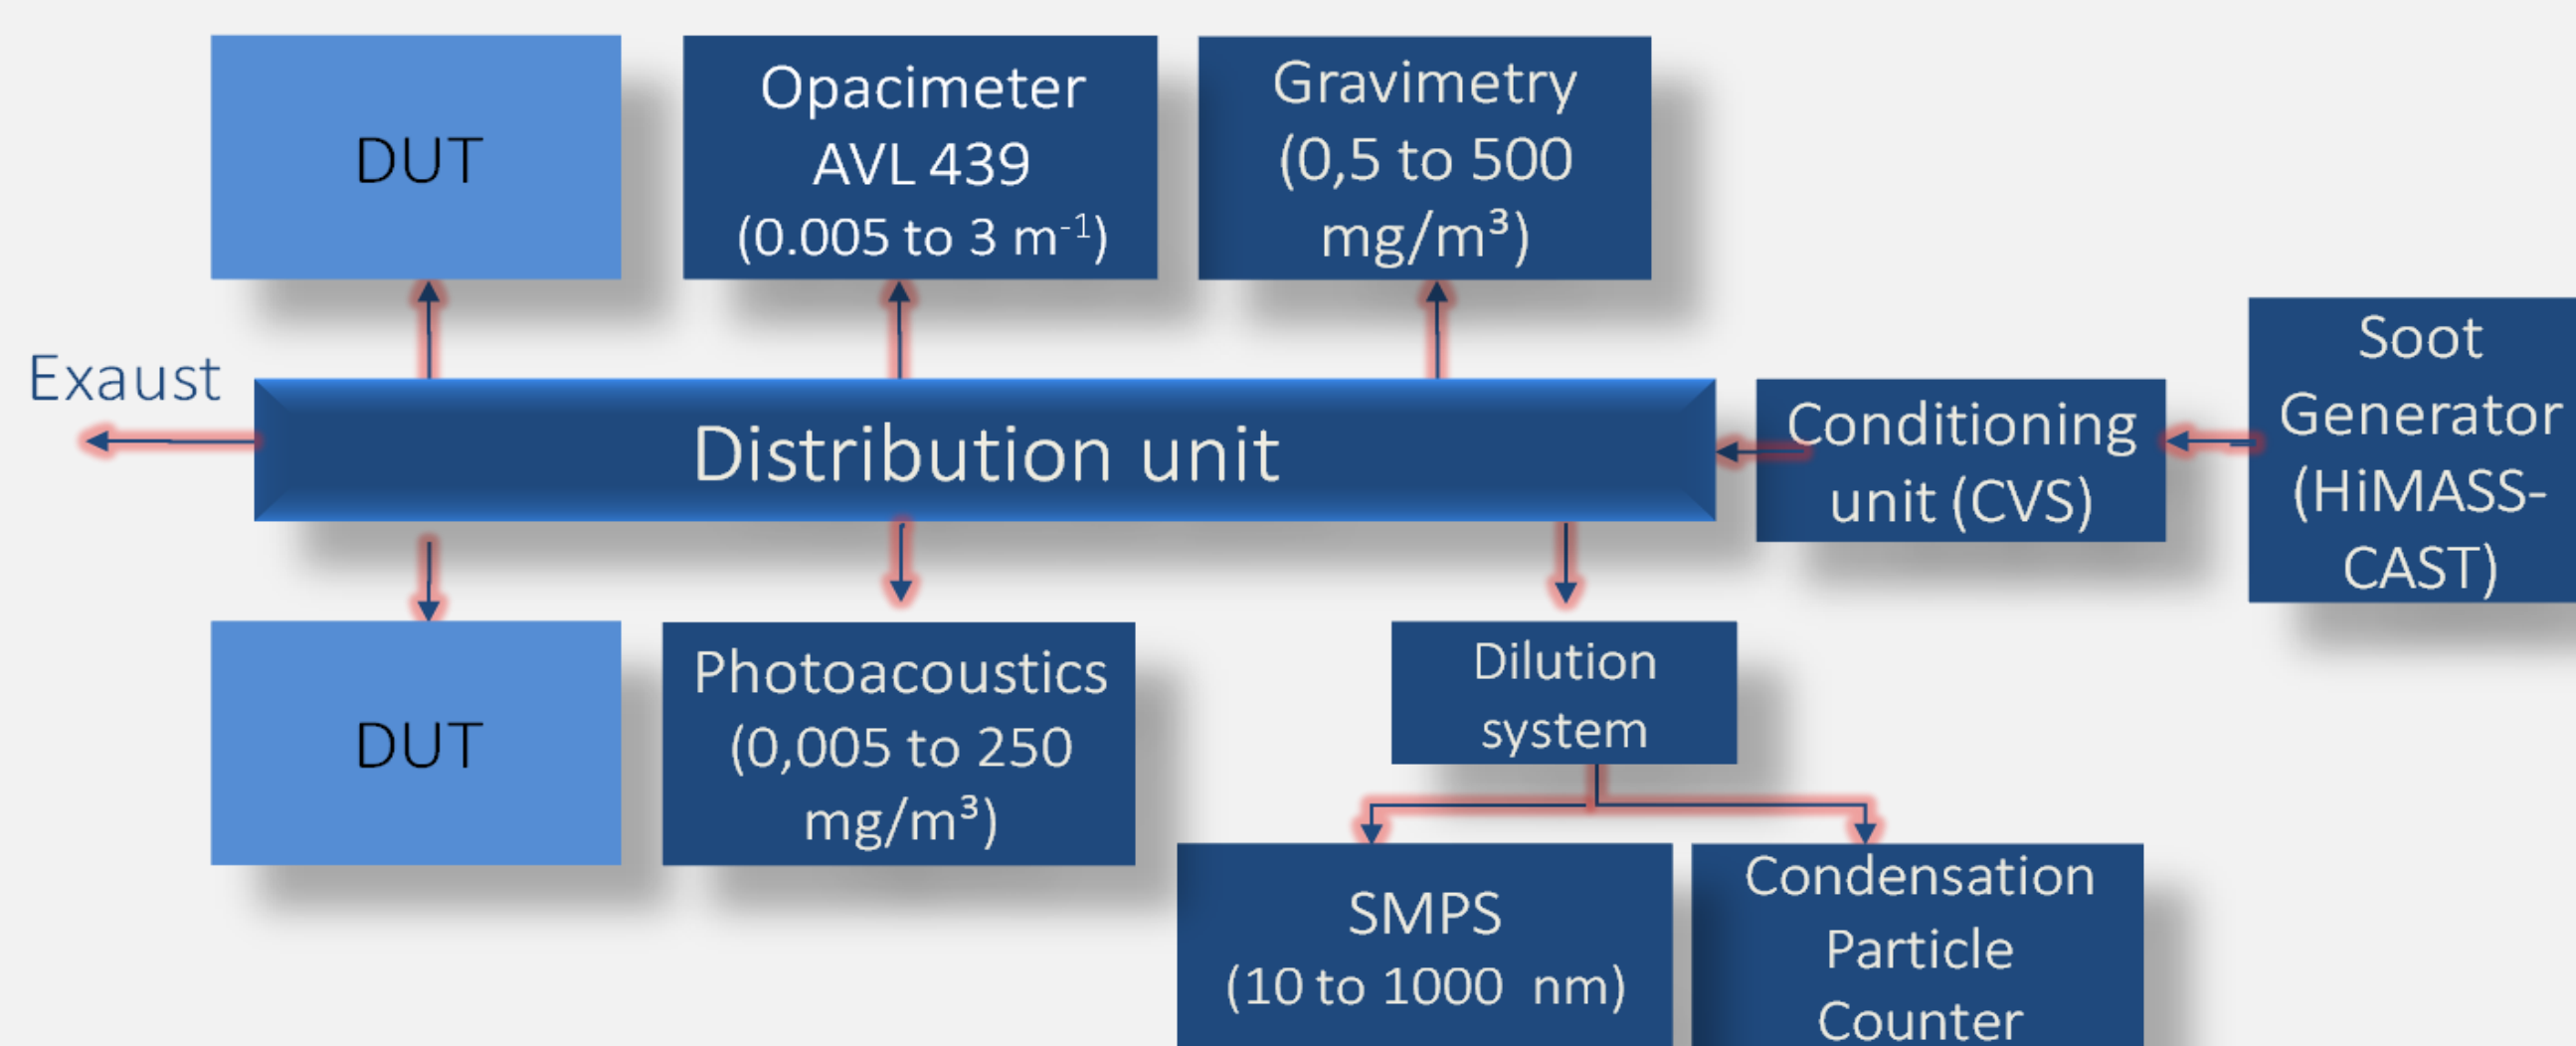 DUT
Opacimeter
AVL 439
(0.005 to 3 m⁻¹)
Gravimetry
(0,5 to 500
mg/m³)
Exaust
Distribution unit
Conditioning
unit (CVS)
Soot
Generator
(HiMASS-
CAST)
DUT
Photoacoustics
(0,005 to 250
mg/m³)
Dilution
system
SMPS
(10 to 1000 nm)
Condensation
Particle
Counter